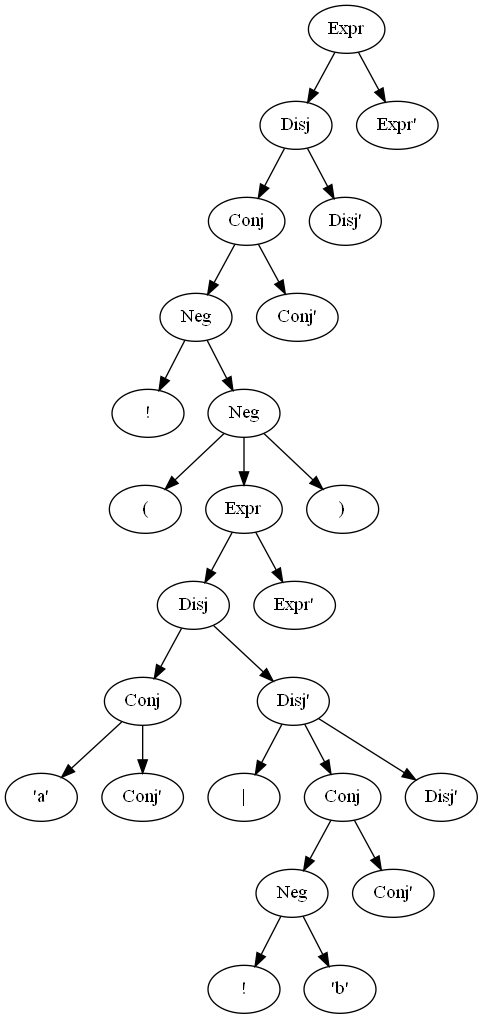 Expr
Disj
Expr'
Conj
Disj'
Neg
Conj'
!
Neg
(
Expr
)
Disj
Expr'
Conj
Disj'
'a'
Conj'
|
Conj
Disj'
Neg
Conj'
!
'b'